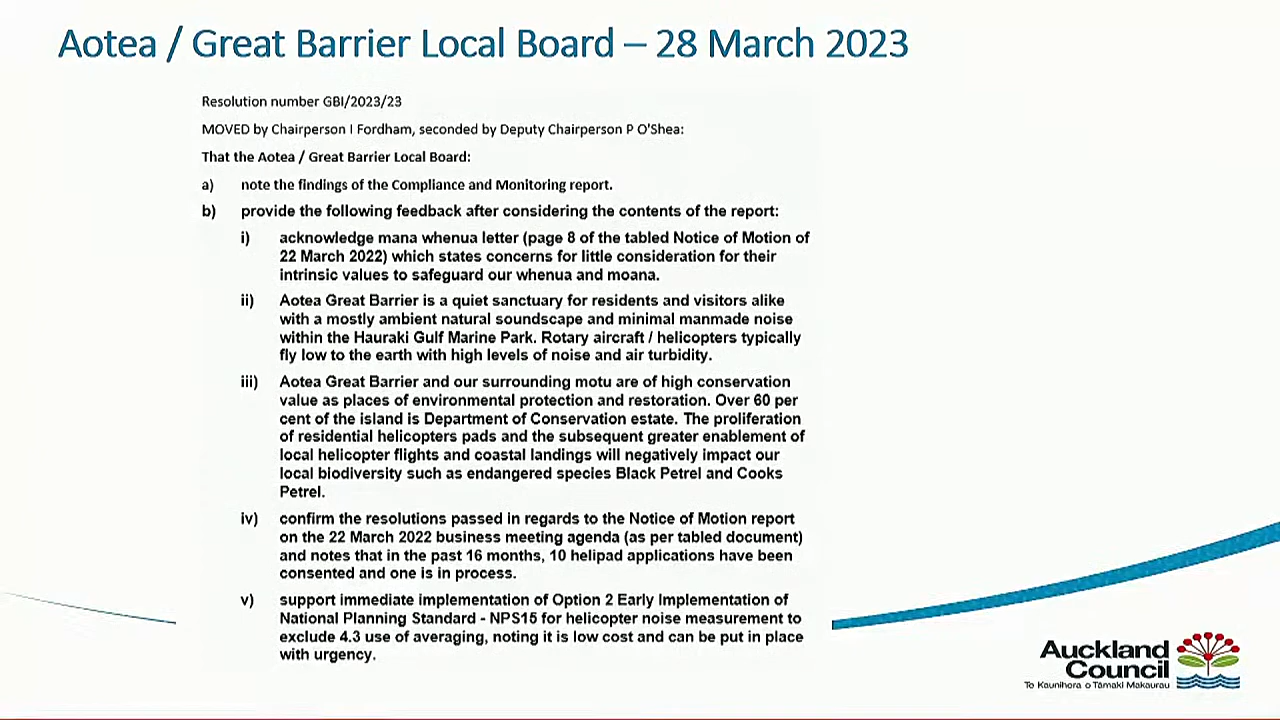 Aotea / Great Barrier Local Board – 28 March 2023
Resolution number GBI/2023/23
MOVED by Chairperson I Fordham, seconded by Deputy Chairperson P O'Shea:
That the Aotea / Great Barrier Local Board:
a) note the findings of the Compliance and Monitoring report.
b) provide the following feedback after considering the contents of the report:
i) acknowledge mana whenua letter (page 8 of the tabled Notice of Motion of
22 March 2022) which states concerns for little consideration for their
intrinsic values to safeguard our whenua and moana.
ii) Aotea Great Barrier is a quiet sanctuary for residents and visitors alike
with a mostly ambient natural soundscape and minimal manmade noise
within the Hauraki Gulf Marine Park. Rotary aircraft / helicopters typically
fly low to the earth with high levels of noise and air turbidity.
iii) Aotea Great Barrier and our surrounding motu are of high conservation
value as places of environmental protection and restoration. Over 60 per
cent of the island is Department of Conservation estate. The proliferation
of residential helicopters pads and the subsequent greater enablement of
local helicopter flights and coastal landings will negatively impact our
local biodiversity such as endangered species Black Petrel and Cooks
Petrel.
iv) confirm the resolutions passed in regards to the Notice of Motion report
on the 22 March 2022 business meeting agenda (as per tabled document)
and notes that in the past 16 months, 10 helipad applications have been
consented and one is in process.
v) support immediate implementation of Option 2 Early Implementation of
National Planning Standard - NPS15 for helicopter noise measurement to
exclude 4.3 use of averaging, noting it is low cost and can be put in place
with urgency.
Auckland
Council
Te Kaunihera o Tāmaki Makaurau